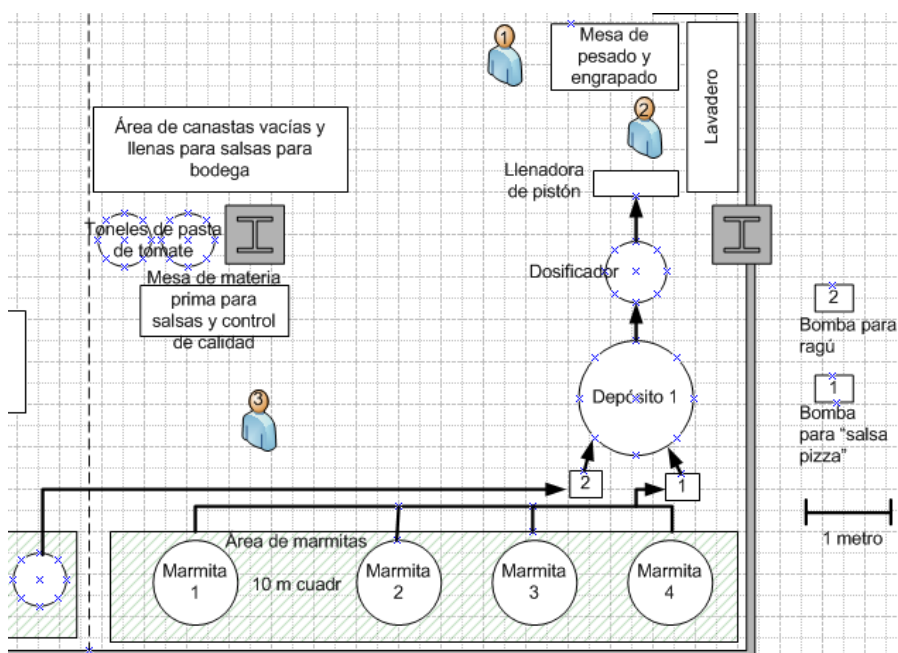 1
Mesa de
pesado y
engrapado
2
Lavadero
Área de canastas vacías y
llenas para salsas para
bodega
Llenadora
de pistón
Toneles de pasta
de tomate
Dosificador
Mesa de materia
prima para
salsas y control
de calidad
2
Bomba para
ragú
1
Bomba
para “salsa
pizza”
Depósito 1
3
2
1
1 metro
Área de marmitas
10 m cuadr
Marmita
1
Marmita
2
Marmita
3
Marmita
4